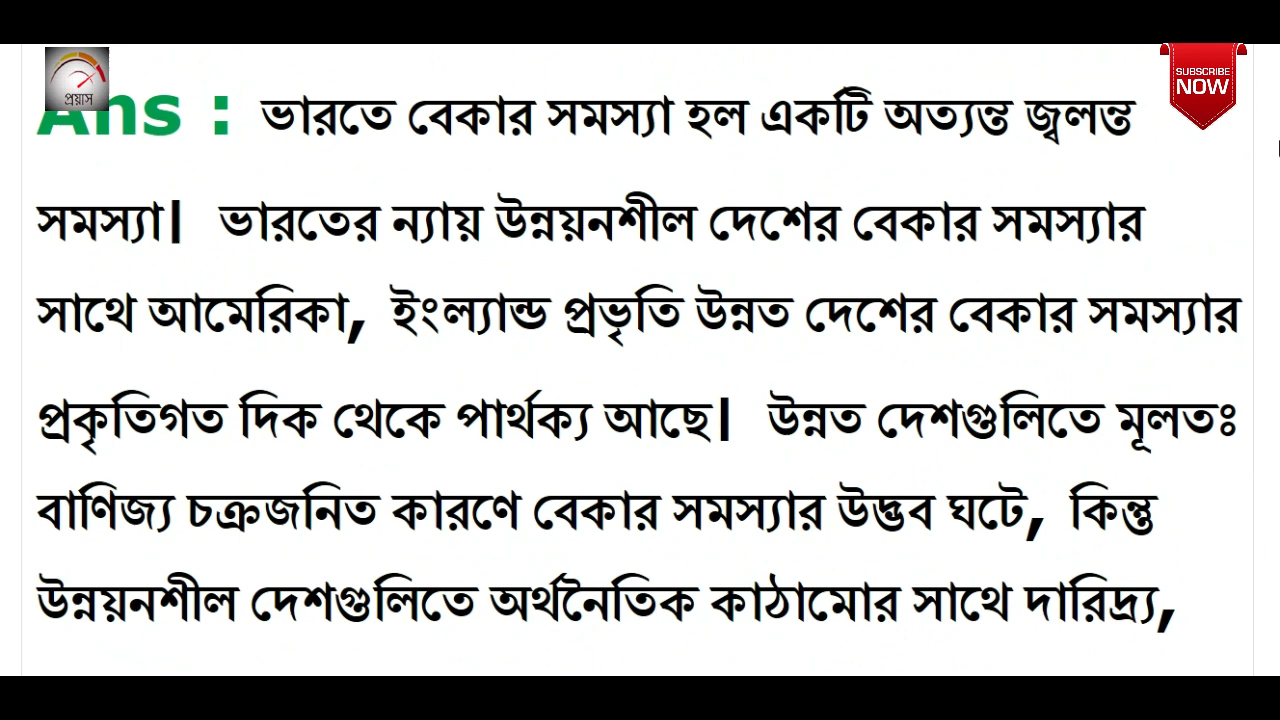 SUBSCRIBE
NOW
প্রয়াস
Ans : ভারতে বেকার সমস্যা হল একটি অত্যন্ত জ্বলন্ত
সমস্যা। ভারতের ন্যায় উন্নয়নশীল দেশের বেকার সমস্যার
সাথে আমেরিকা, ইংল্যান্ড প্রভৃতি উন্নত দেশের বেকার সমস্যার
প্রকৃতিগত দিক থেকে পার্থক্য আছে। উন্নত দেশগুলিতে মূলতঃ
বাণিজ্য চক্রজনিত কারণে বেকার সমস্যার উদ্ভব ঘটে, কিন্তু
উন্নয়নশীল দেশগুলিতে অর্থনৈতিক কাঠামোর সাথে দারিদ্র্য,